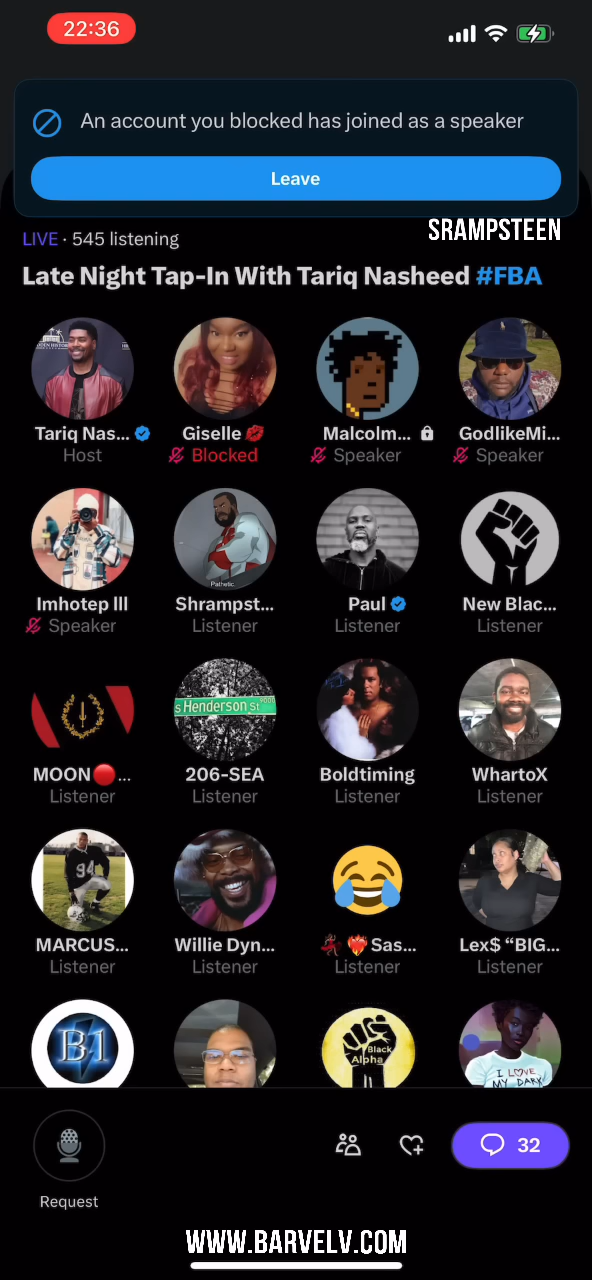 22:36
An account you blocked has joined as a speaker
Leave
SRAMPSTEEN
LIVE · 545 listening
Late Night Tap-In With Tariq Nasheed #FBA
Tariq Nas... Giselle💋 Malcolm... GodlikeMi...
Host Blocked Speaker Speaker
Pathetic.
Imhotep lll Shrampst... Paul New Blac...
Speaker Listener Listener Listener
s Henderson St
MOON🔴... 206-SEA Boldtiming WhartoX
Listener Listener Listener Listener
94
MARCUS... Willie Dyn... 💃🏿❤️‍🔥Sas... Lex$ “BIG...
Listener Listener Listener Listener
B1
Black
Alpha
I LOVE
MY DARK
32
Request
WWW.BARVELV.COM